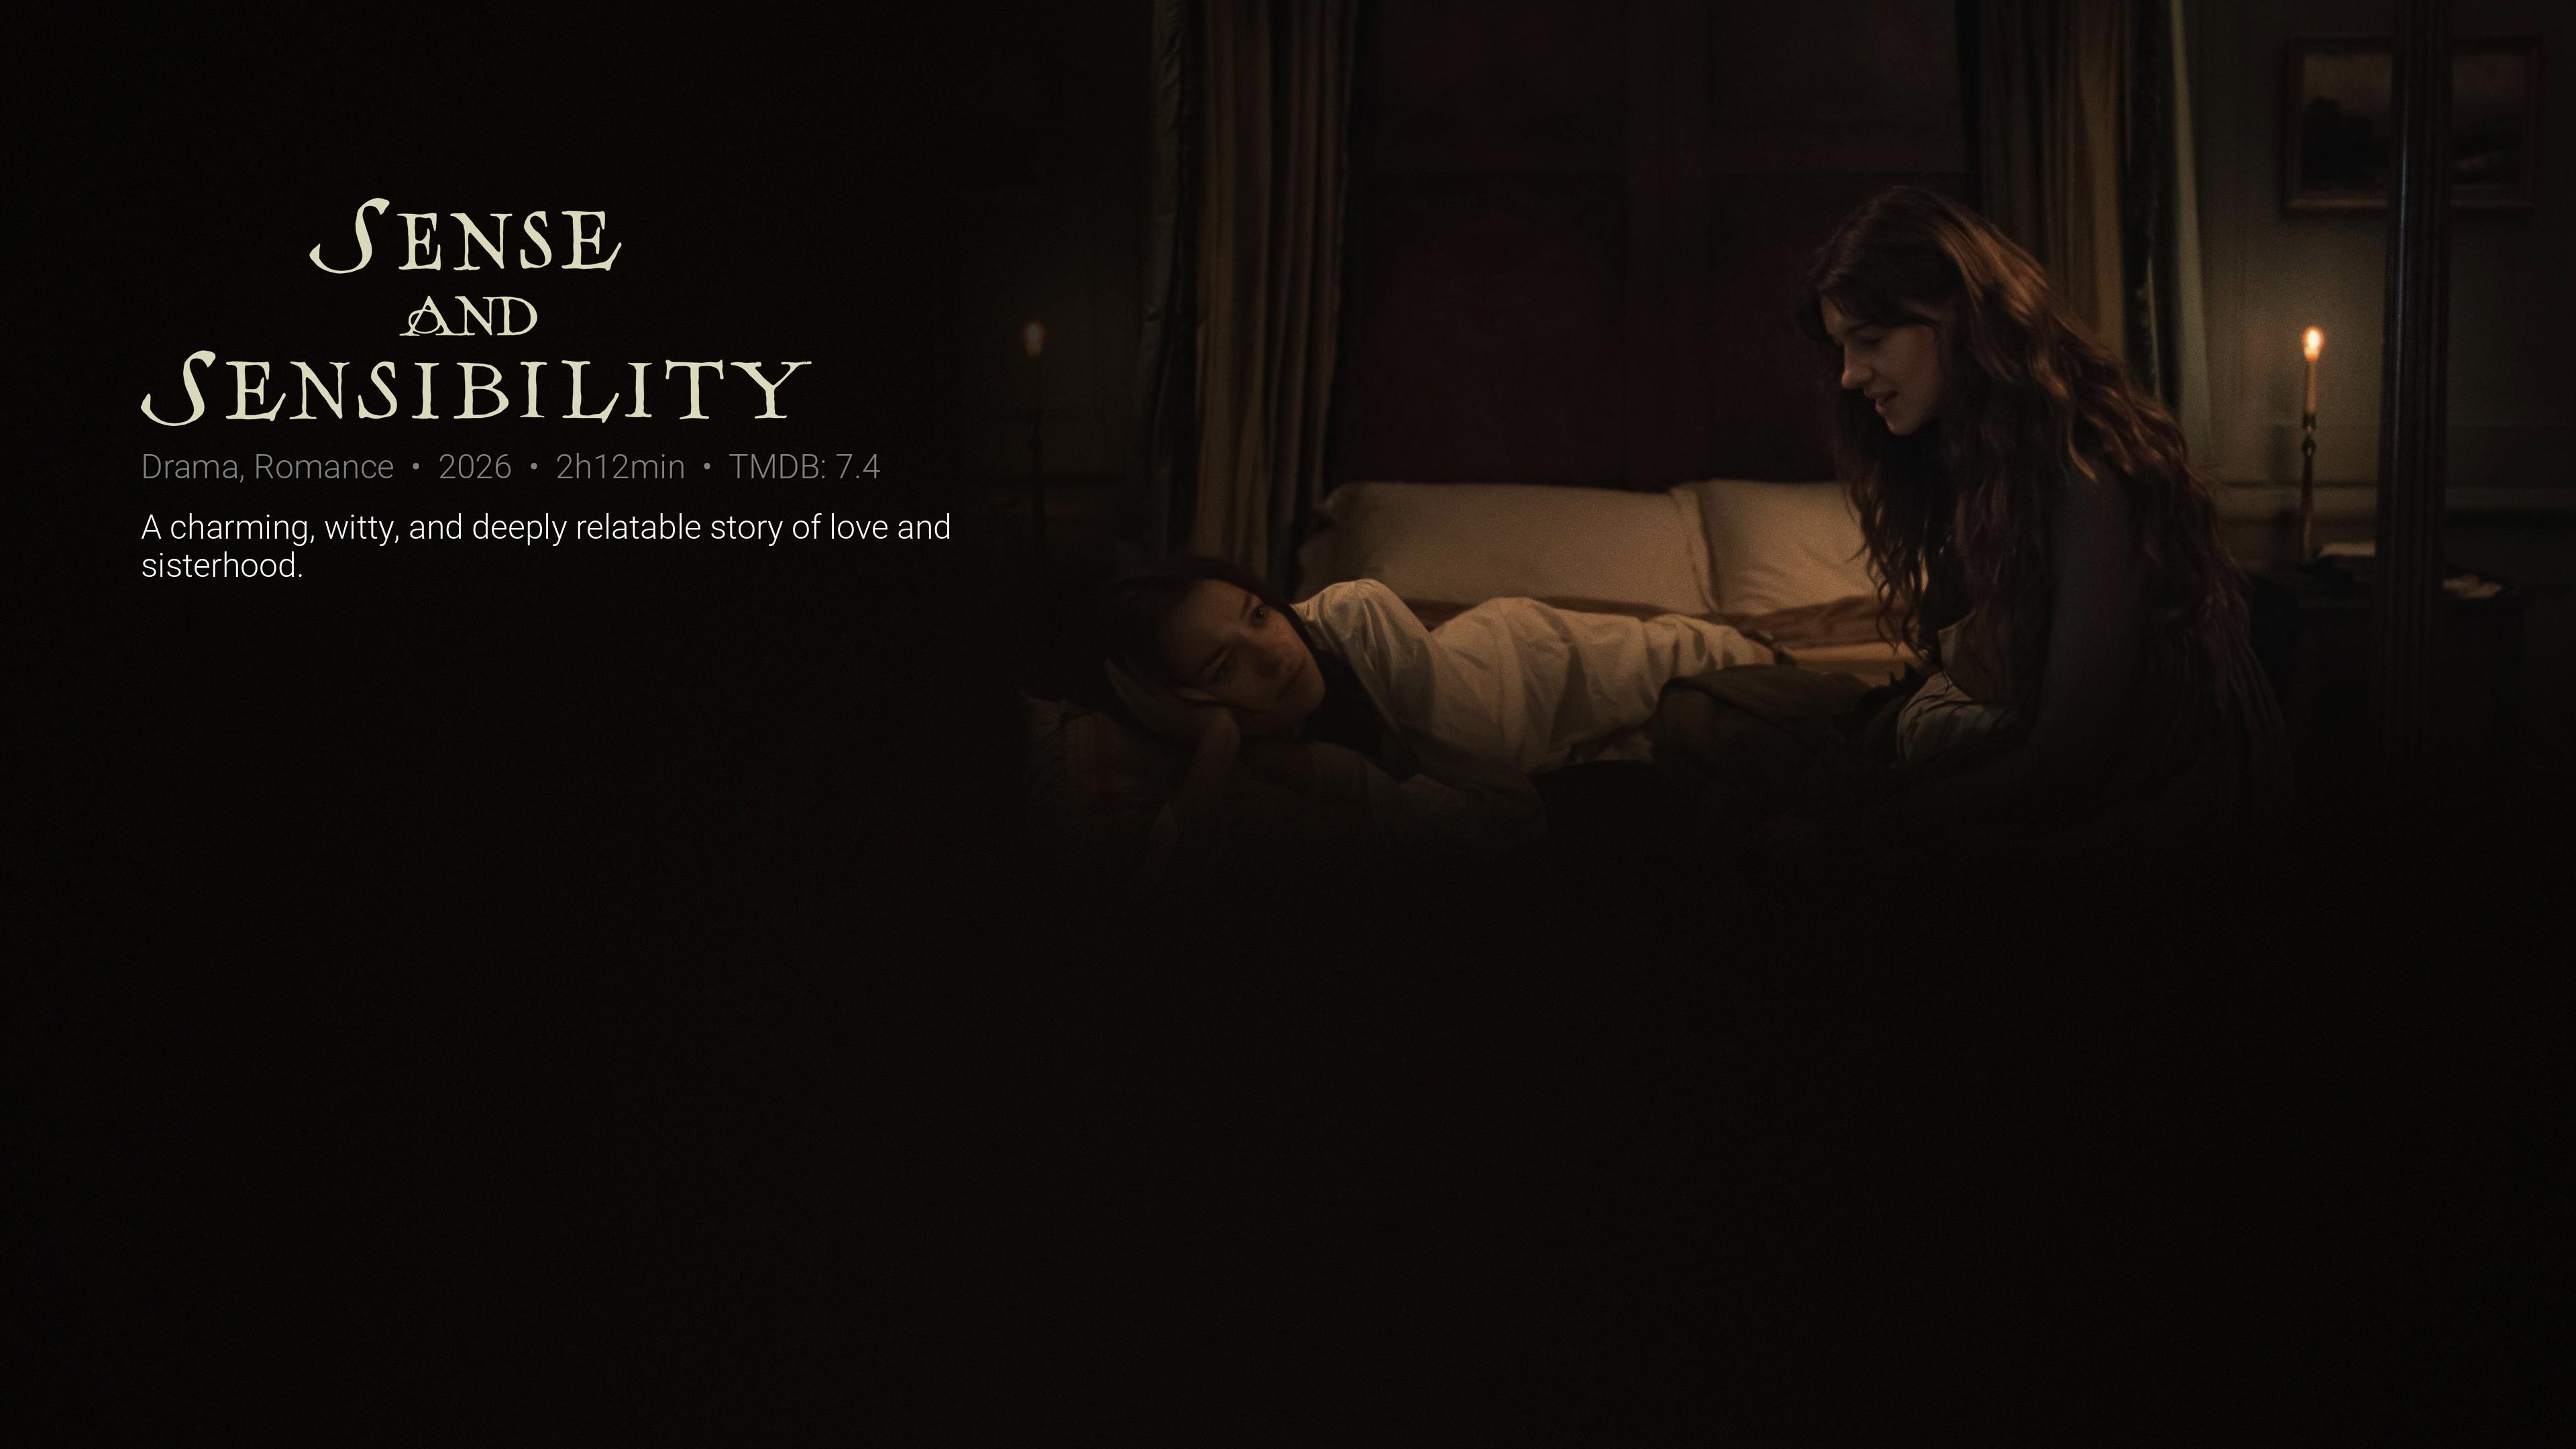 SENSE
AND
SENSIBILITY
Drama, Romance • 2026 • 2h12min • TMDB: 7.4
A charming, witty, and deeply relatable story of love and
sisterhood.